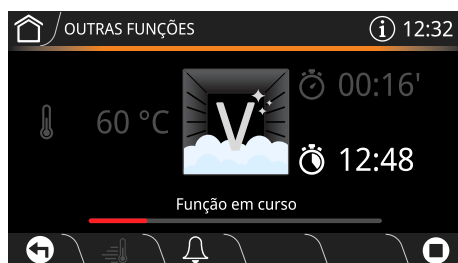 OUTRAS FUNÇÕES
i 12:32
00:16'
60 °C
V
12:48
Função em curso